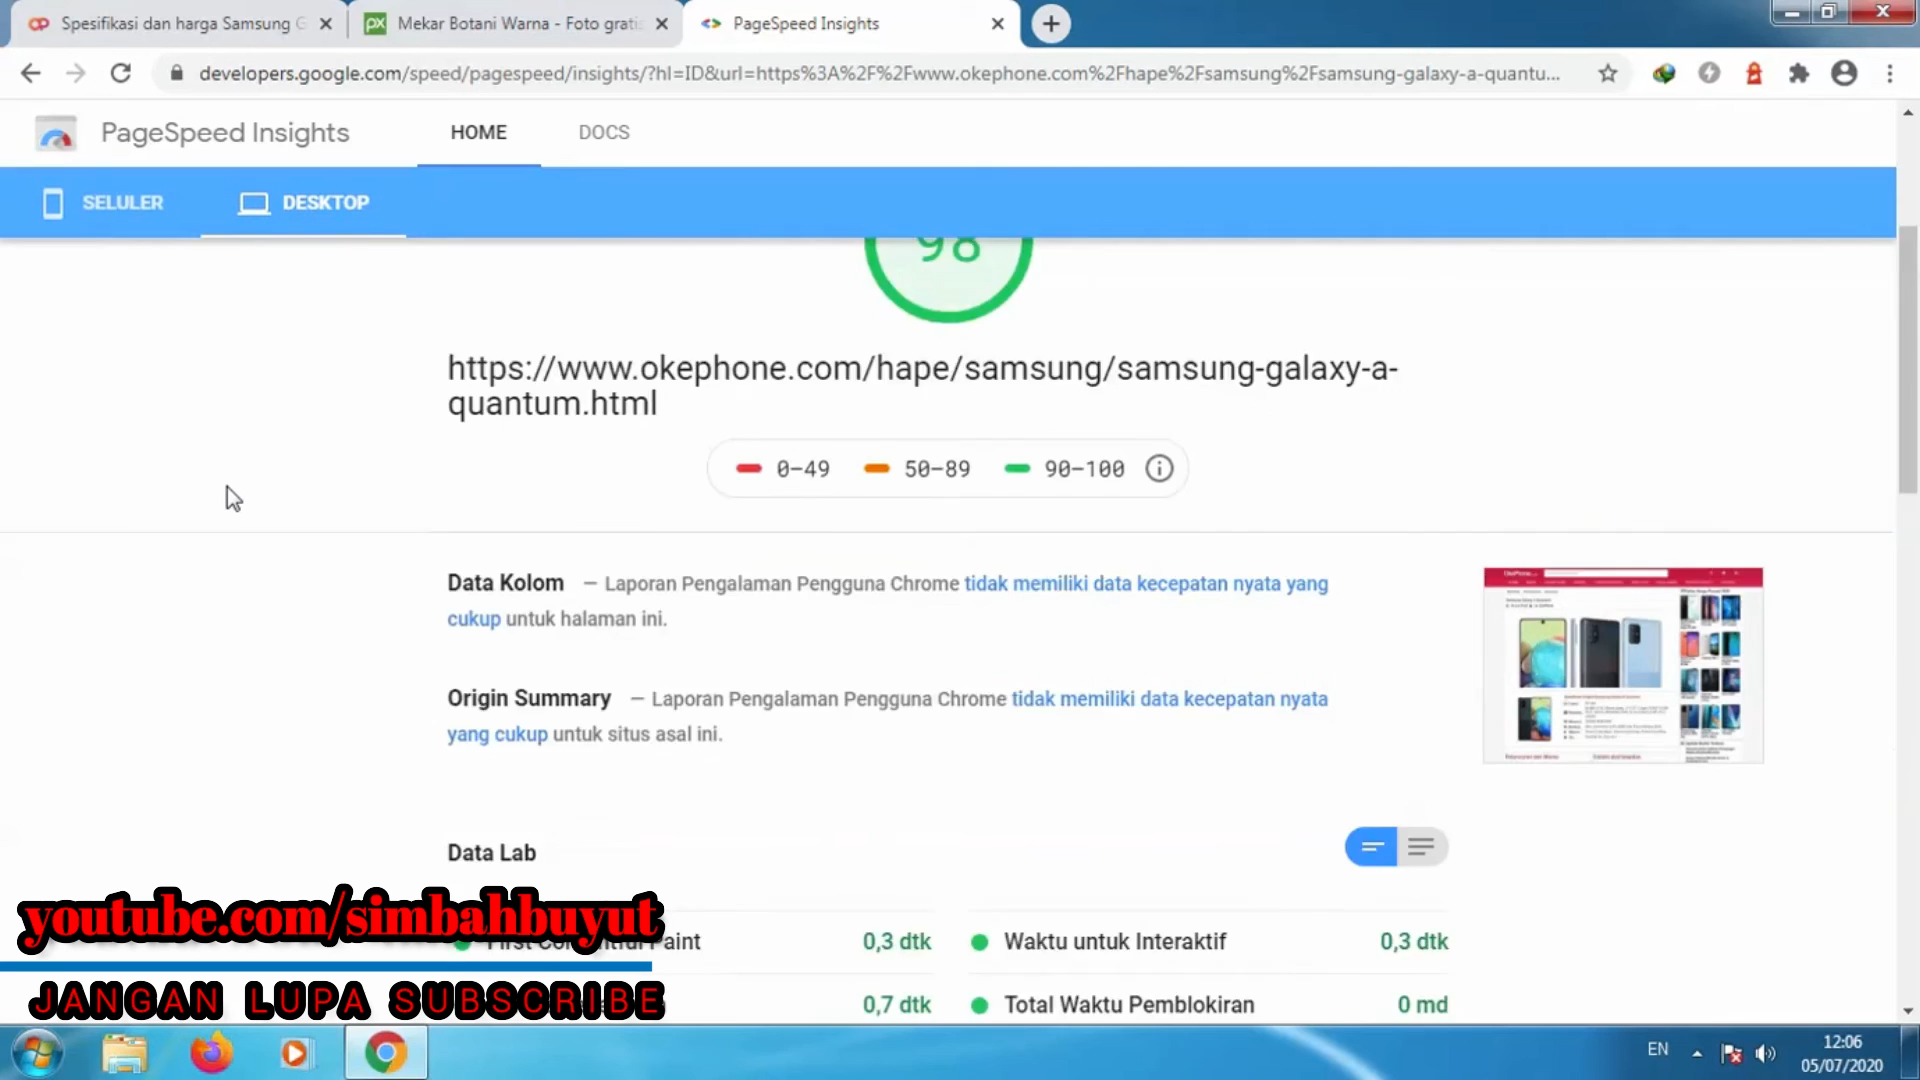 Spesifikasi dan harga Samsung G
Mekar Botani Warna - Foto grati
PageSpeed Insights
developers.google.com/speed/pagespeed/insights/?hl=ID&url=https%3A%2F%2Fwww.okephone.com%2Fhape%2Fsamsung%2Fsamsung-galaxy-a-quantu...
PageSpeed Insights
HOME
DOCS
SELULER
DESKTOP
98
https://www.okephone.com/hape/samsung/samsung-galaxy-a-
quantum.html
0–49
50–89
90–100
Data Kolom — Laporan Pengalaman Pengguna Chrome tidak memiliki data kecepatan nyata yang
cukup untuk halaman ini.
Origin Summary — Laporan Pengalaman Pengguna Chrome tidak memiliki data kecepatan nyata
yang cukup untuk situs asal ini.
Data Lab
youtube.com/simbahbuyut
Paint 0,3 dtk
Waktu untuk Interaktif 0,3 dtk
JANGAN LUPA SUBSCRIBE
0,7 dtk
Total Waktu Pemblokiran 0 md
EN
12:06
05/07/2020